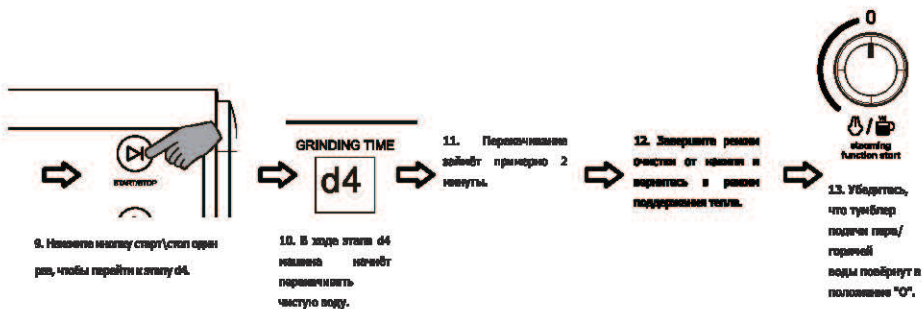 START/STOP
9. Нажмите кнопку старт\стоп один
раз, чтобы перейти к этапу d4.
GRINDING TIME
d4
10. В ходе этапа d4
машина начнёт
перекачивать
чистую воду.
11. Перекачивание
займёт примерно 2
минуты.
12. Завершите режим
очистки от накипи и
вернитесь в режим
поддержания тепла.
0
steaming
function start
13. Убедитесь,
что тумблер
подачи пара/
горячей
воды повёрнут в
положение "О".